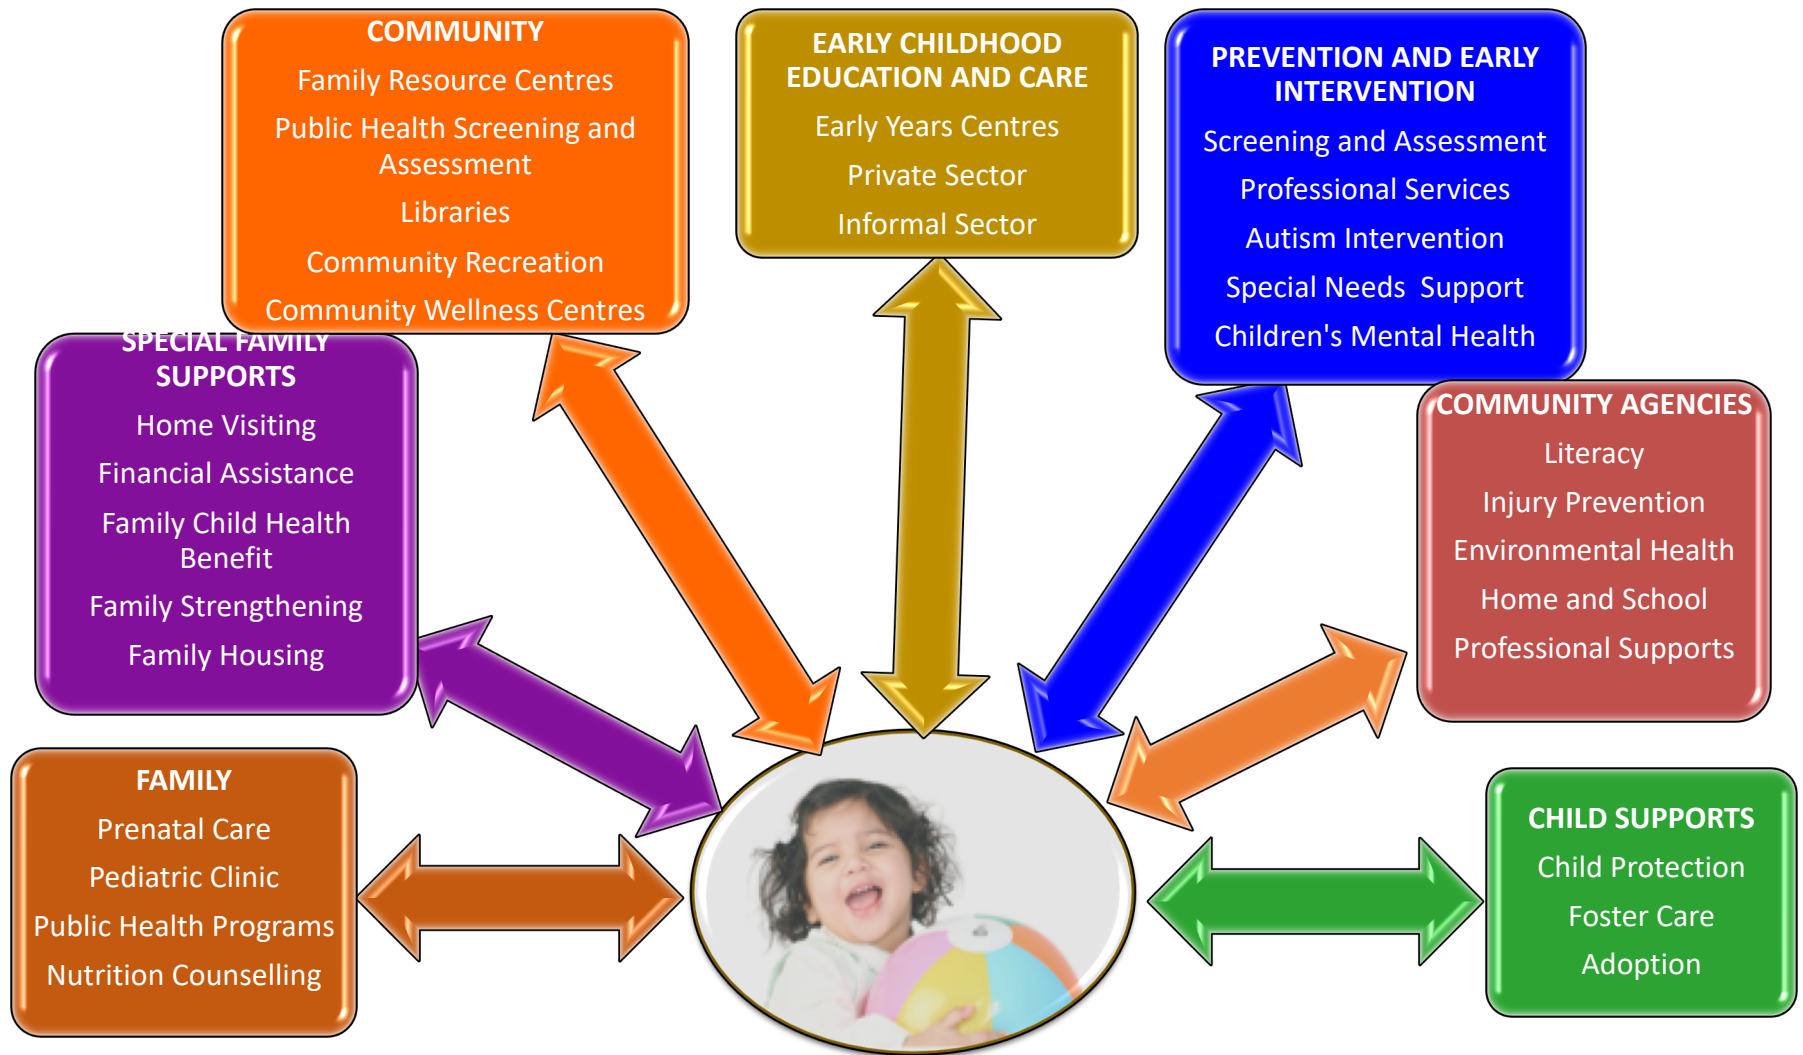 COMMUNITY
Family Resource Centres
Public Health Screening and
Assessment
Libraries
Community Recreation
Community Wellness Centres
EARLY CHILDHOOD
EDUCATION AND CARE
Early Years Centres
Private Sector
Informal Sector
PREVENTION AND EARLY
INTERVENTION
Screening and Assessment
Professional Services
Autism Intervention
Special Needs  Support
Children's Mental Health
SPECIAL FAMILY
SUPPORTS
Home Visiting
Financial Assistance
Family Child Health
Benefit
Family Strengthening
Family Housing
COMMUNITY AGENCIES
Literacy
Injury Prevention
Environmental Health
Home and School
Professional Supports
FAMILY
Prenatal Care
Pediatric Clinic
Public Health Programs
Nutrition Counselling
CHILD SUPPORTS
Child Protection
Foster Care
Adoption